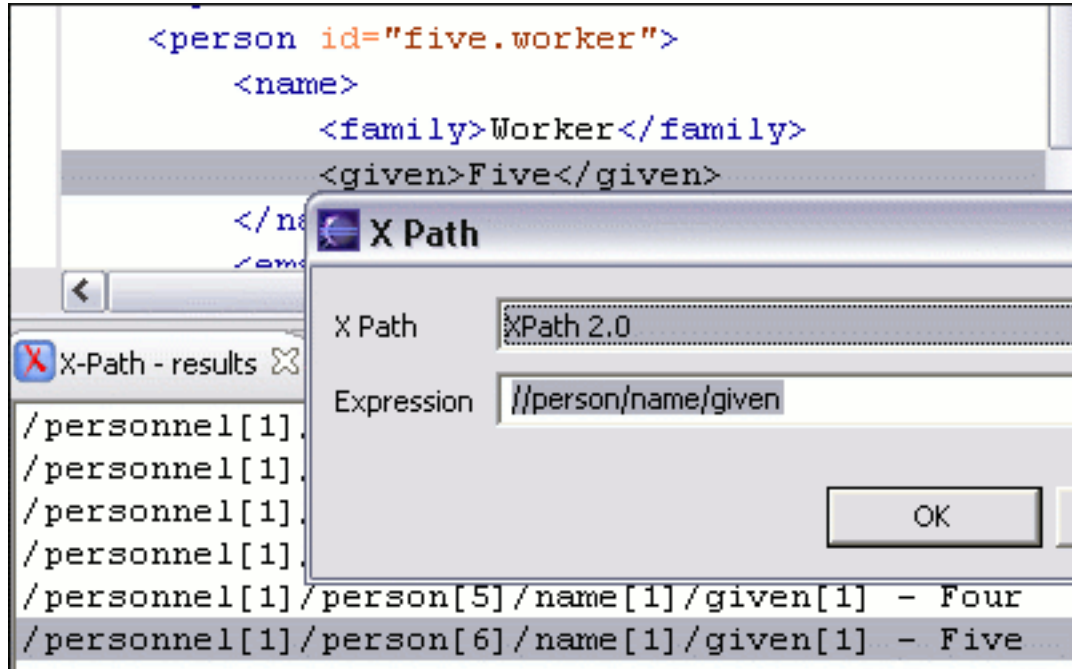 <person id="five.worker">
<name>
<family>Worker</family>
<given>Five</given>
</na
X Path
X Path
XPath 2.0
X-Path - results
Expression
//person/name/given
/personnel[1]
/personnel[1]
/personnel[1]
/personnel[1]
OK
/personnel[1]/person[5]/name[1]/given[1] - Four
/personnel[1]/person[6]/name[1]/given[1] - Five